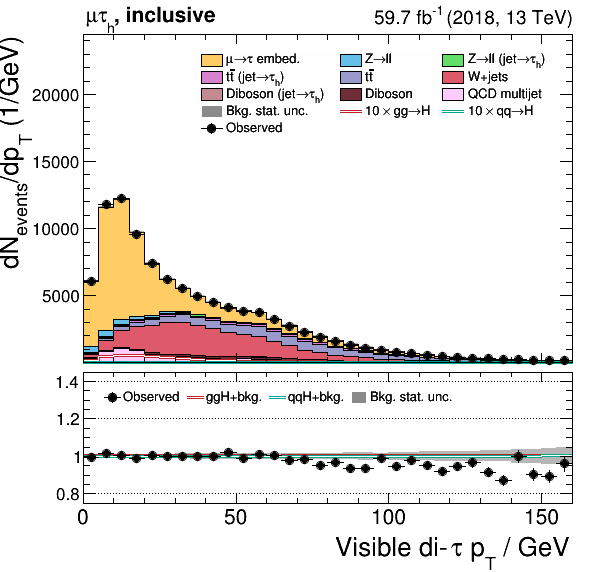 μτh, inclusive
59.7 fb⁻¹ (2018, 13 TeV)
dNevents/dpT (1/GeV)
μ→τ embed. Z→ll Z→ll (jet→τh)
tt̄ (jet→τh) tt̄ W+jets
Diboson (jet→τh) Diboson QCD multijet
Bkg. stat. unc. 10 × gg→H 10 × qq→H
Observed
20000
15000
10000
5000
1.4
Observed ggH+bkg. qqH+bkg. Bkg. stat. unc.
1.2
1
0.8
0 50 100 150
Visible di-τ pT / GeV